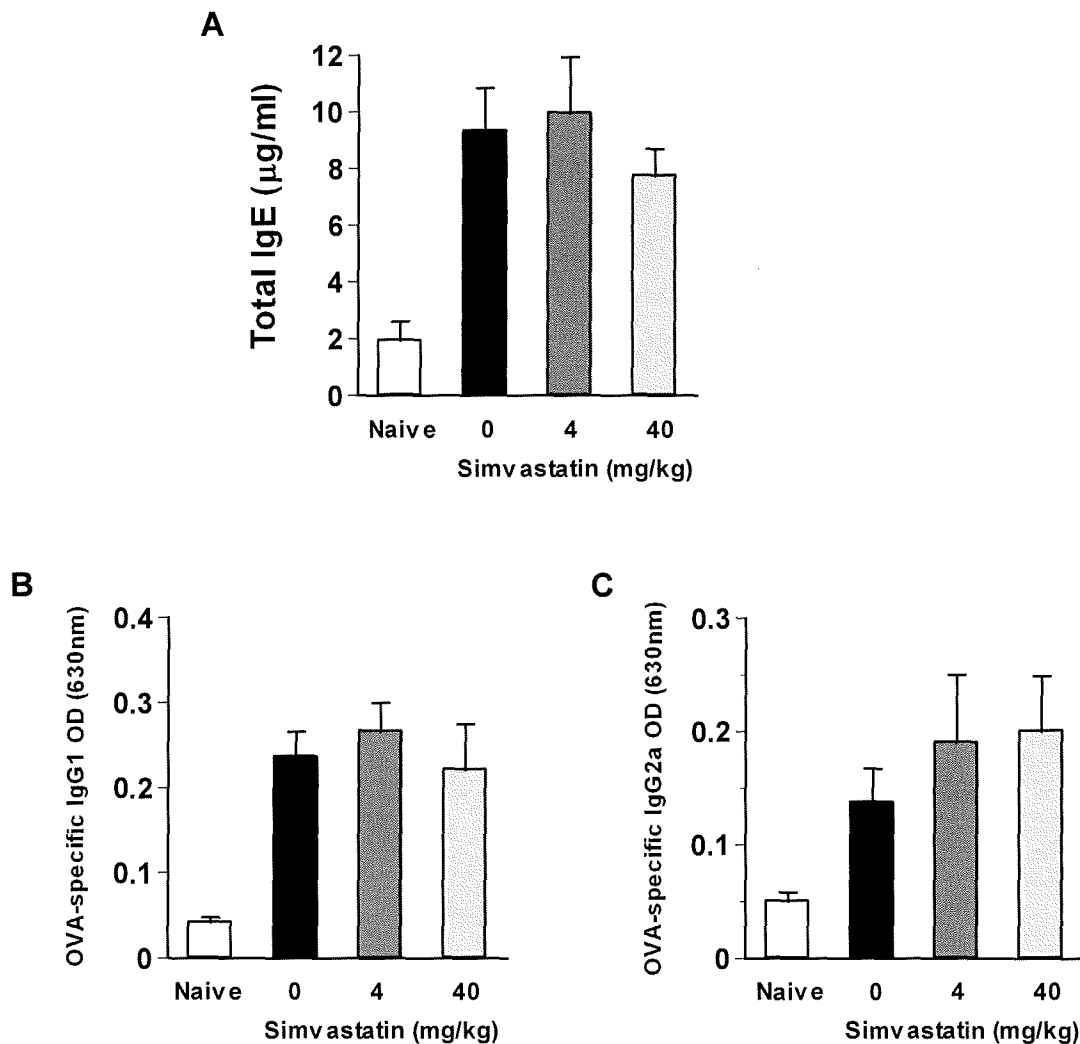 A
Total IgE (µg/ml)
12
10
8
6
4
2
0
Naive 0 4 40
Simvastatin (mg/kg)
B
OVA-specific IgG1 OD (630nm)
0.4
0.3
0.2
0.1
0
Naive 0 4 40
Simvastatin (mg/kg)
C
OVA-specific IgG2a OD (630nm)
0.3
0.2
0.1
0
Naive 0 4 40
Simvastatin (mg/kg)